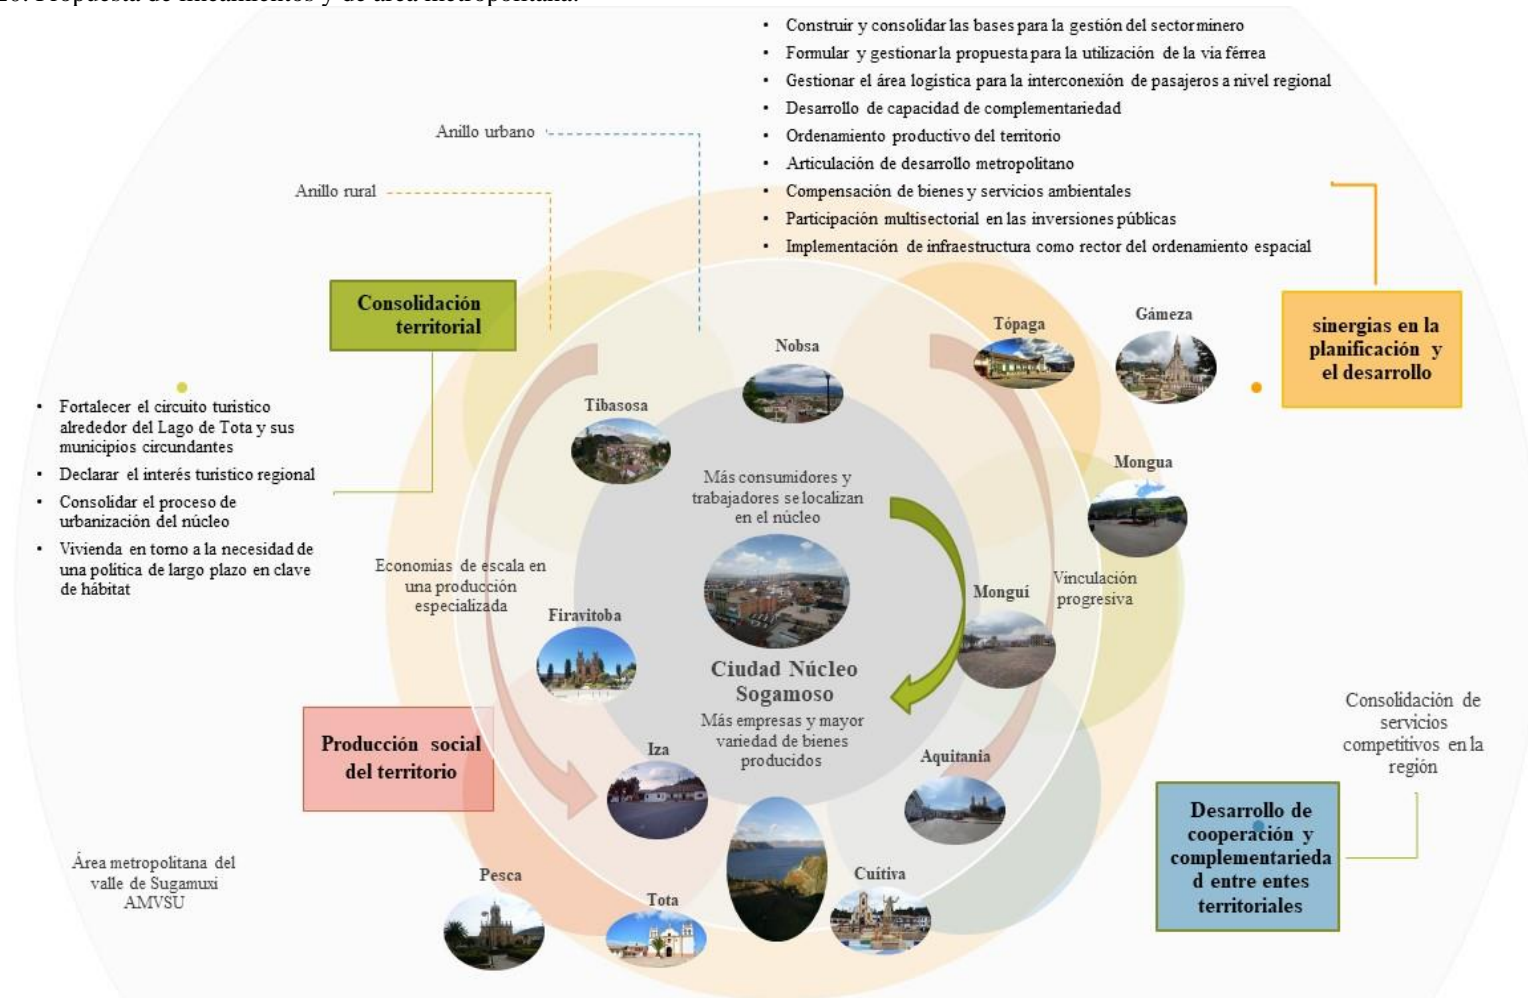 Propuesta de lineamientos y de área metropolitana.
• Construir y consolidar las bases para la gestión del sector minero
• Formular y gestionar la propuesta para la utilización de la vía férrea
• Gestionar el área logística para la interconexión de pasajeros a nivel regional
• Desarrollo de capacidad de complementariedad
• Ordenamiento productivo del territorio
• Articulación de desarrollo metropolitano
• Compensación de bienes y servicios ambientales
• Participación multisectorial en las inversiones públicas
• Implementación de infraestructura como rector del ordenamiento espacial
Anillo urbano
Anillo rural
Consolidación
territorial
• Fortalecer el circuito turístico
alrededor del Lago de Tota y sus
municipios circundantes
• Declarar el interés turístico regional
• Consolidar el proceso de
urbanización del núcleo
• Vivienda en torno a la necesidad de
una política de largo plazo en clave
de hábitat
sinergias en la
planificación y
el desarrollo
Tópaga
Gámeza
Nobsa
Tibasosa
Mongua
Más consumidores y
trabajadores se localizan
en el núcleo
Economías de escala en
una producción
especializada
Vinculación
progresiva
Monguí
Firavitoba
Ciudad Núcleo
Sogamoso
Más empresas y mayor
variedad de bienes
producidos
Producción social
del territorio
Iza
Aquitania
Consolidación de
servicios
competitivos en la
región
Desarrollo de
cooperación y
complementarieda
d entre entes
territoriales
Área metropolitana del
valle de Sugamuxi
AMVSU
Pesca
Tota
Cuítiva